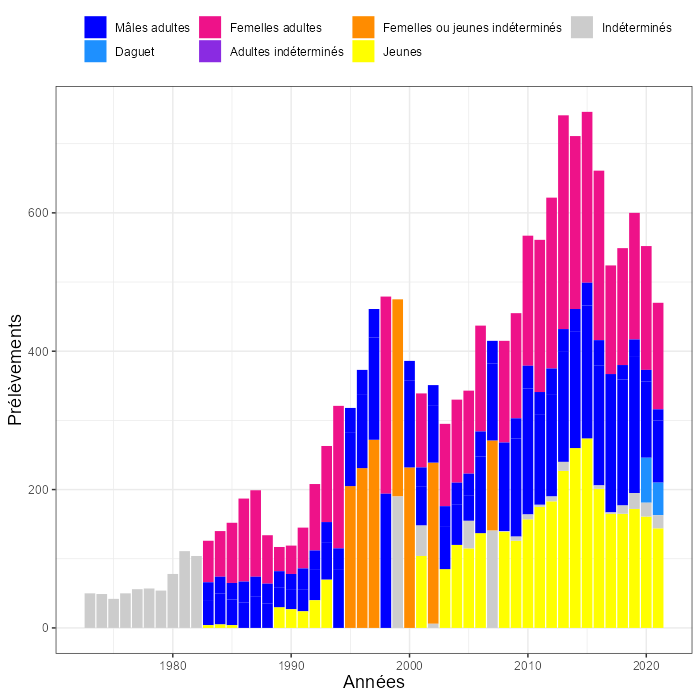 Mâles adultes Femelles adultes Femelles ou jeunes indéterminés Indéterminés
Daguet Adultes indéterminés Jeunes
600
400
200
0
Prélèvements
1980 1990 2000 2010 2020
Années